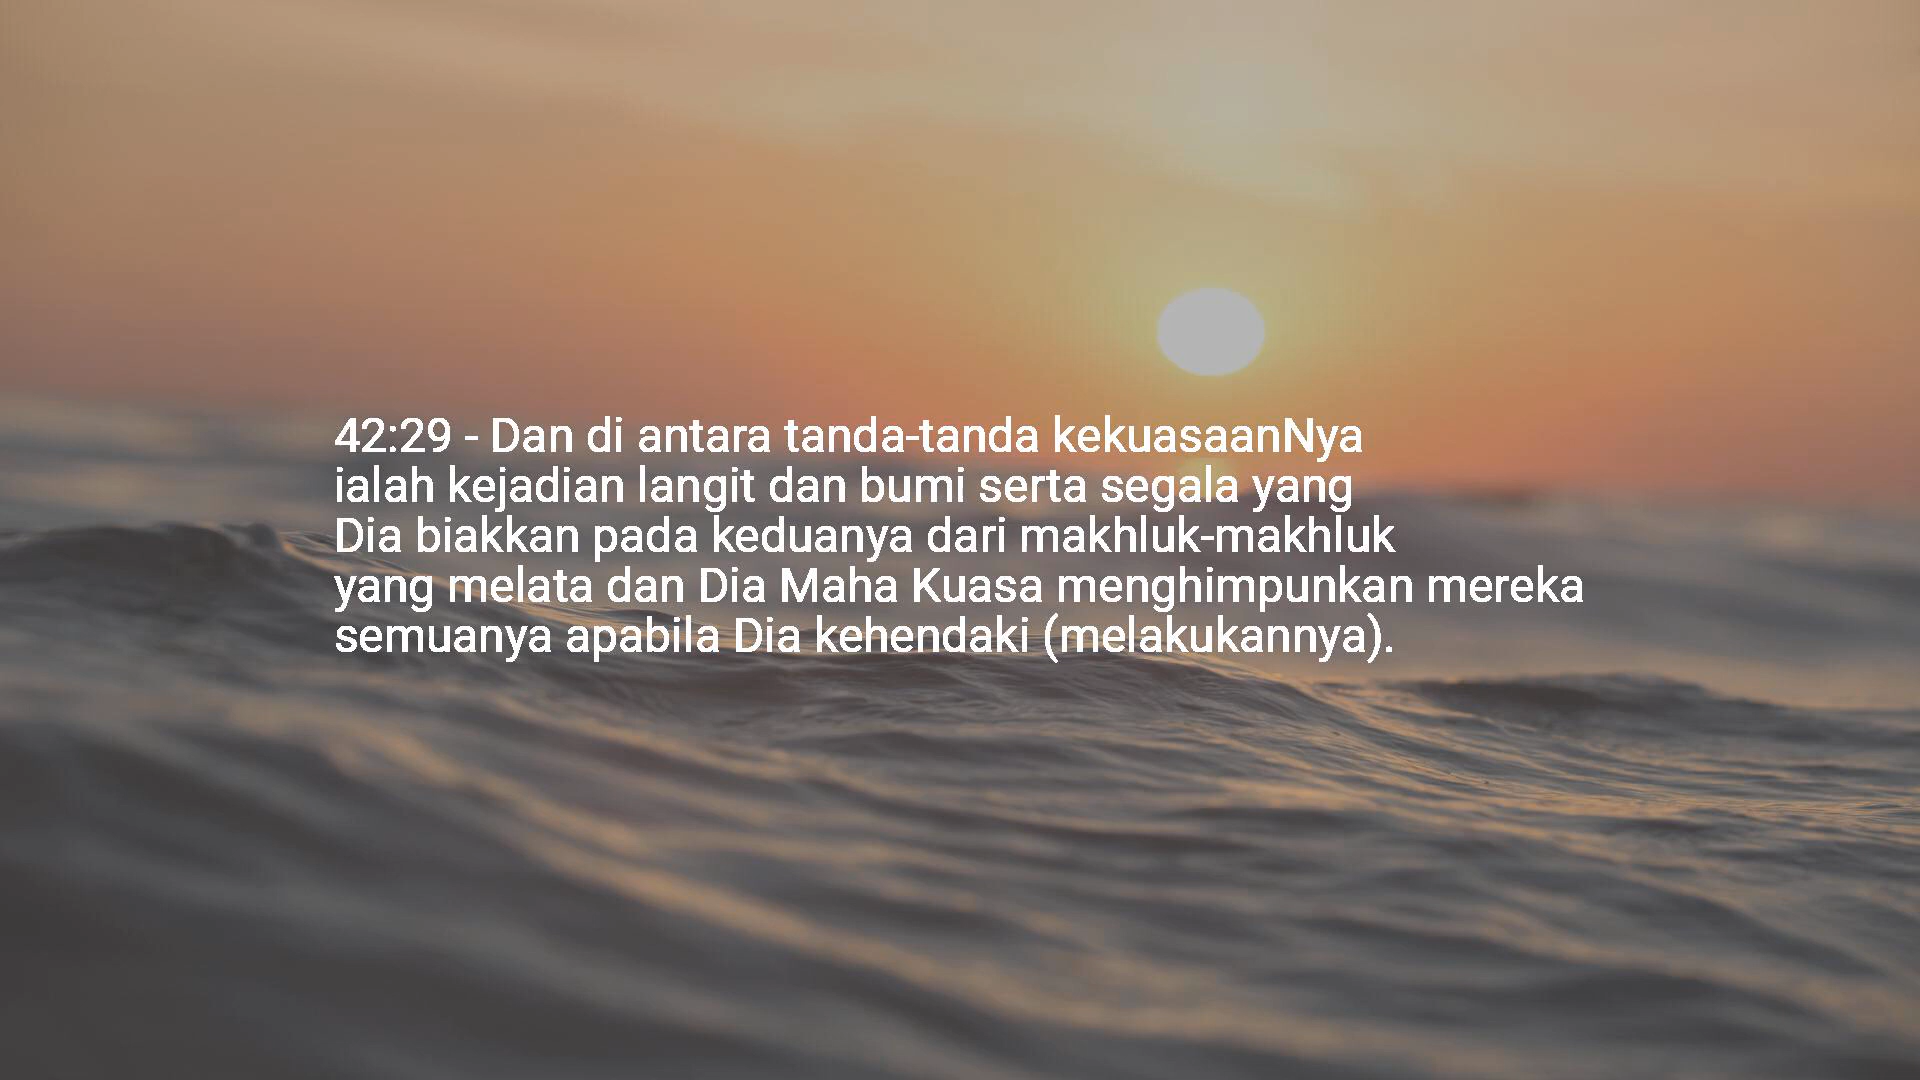 42:29 - Dan di antara tanda-tanda kekuasaanNya
ialah kejadian langit dan bumi serta segala yang
Dia biakkan pada keduanya dari makhluk-makhluk
yang melata dan Dia Maha Kuasa menghimpunkan mereka
semuanya apabila Dia kehendaki (melakukannya).